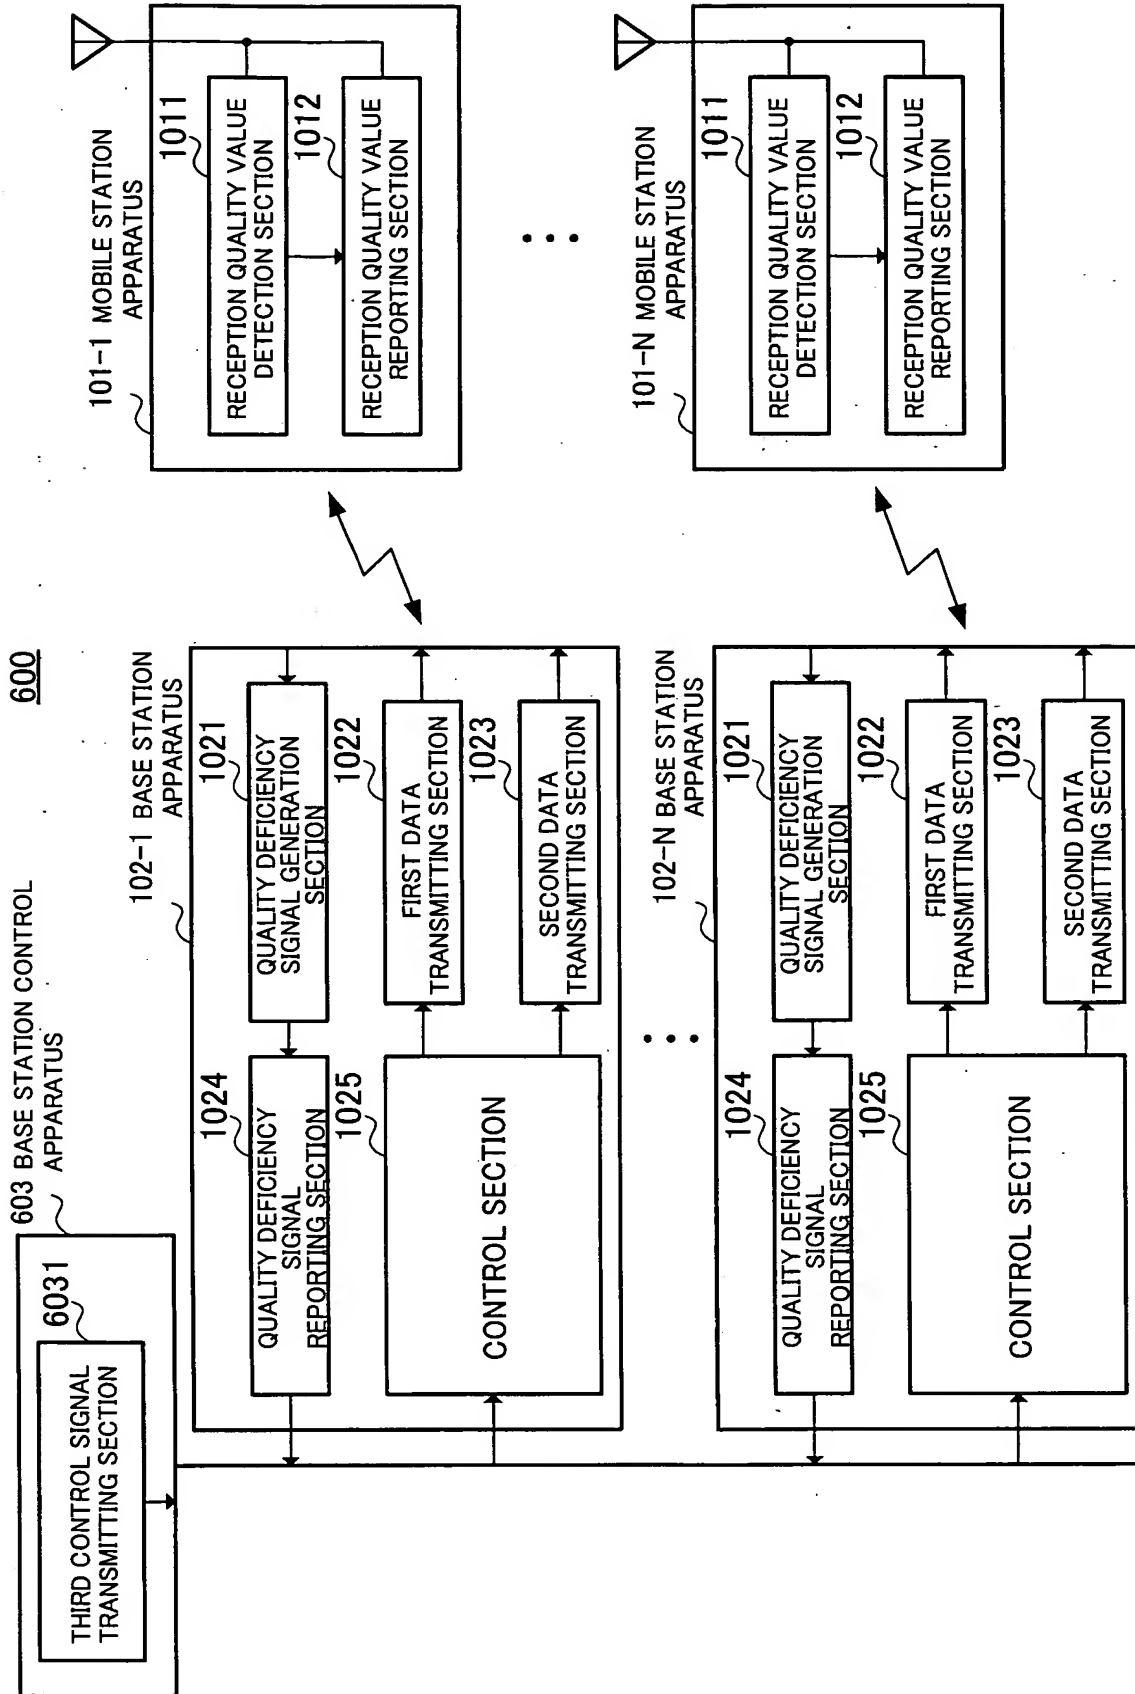 600
603 BASE STATION CONTROL
APPARATUS
6031
THIRD CONTROL SIGNAL
TRANSMITTING SECTION
102-1 BASE STATION
APPARATUS
1024
QUALITY DEFICIENCY
SIGNAL
REPORTING SECTION
1021
QUALITY DEFICIENCY
SIGNAL GENERATION
SECTION
1025
CONTROL SECTION
1022
FIRST DATA
TRANSMITTING SECTION
1023
SECOND DATA
TRANSMITTING SECTION
102-N BASE STATION
APPARATUS
1024
QUALITY DEFICIENCY
SIGNAL
REPORTING SECTION
1021
QUALITY DEFICIENCY
SIGNAL GENERATION
SECTION
1025
CONTROL SECTION
1022
FIRST DATA
TRANSMITTING SECTION
1023
SECOND DATA
TRANSMITTING SECTION
101-1 MOBILE STATION
APPARATUS
1011
RECEPTION QUALITY VALUE
DETECTION SECTION
1012
RECEPTION QUALITY VALUE
REPORTING SECTION
101-N MOBILE STATION
APPARATUS
1011
RECEPTION QUALITY VALUE
DETECTION SECTION
1012
RECEPTION QUALITY VALUE
REPORTING SECTION